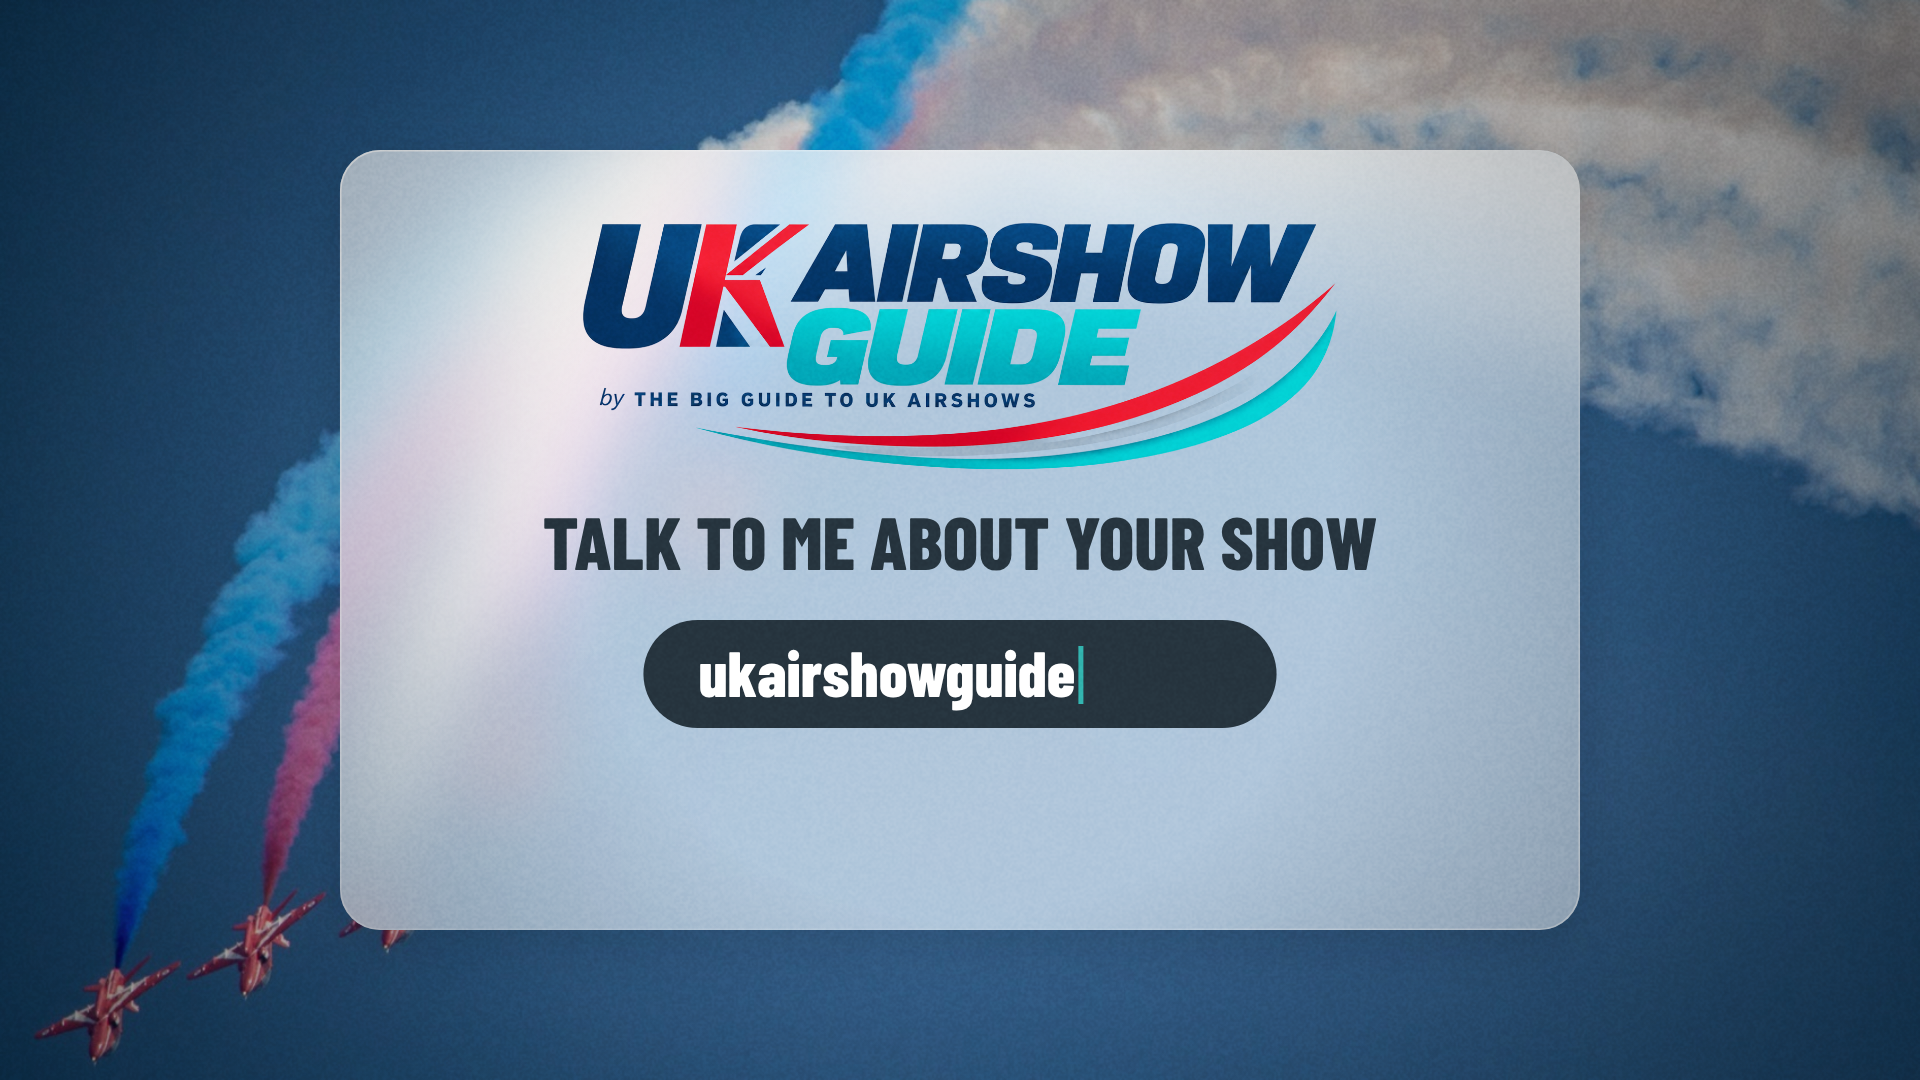 UK AIRSHOW
GUIDE
by THE BIG GUIDE TO UK AIRSHOWS
TALK TO ME ABOUT YOUR SHOW
ukairshowguide